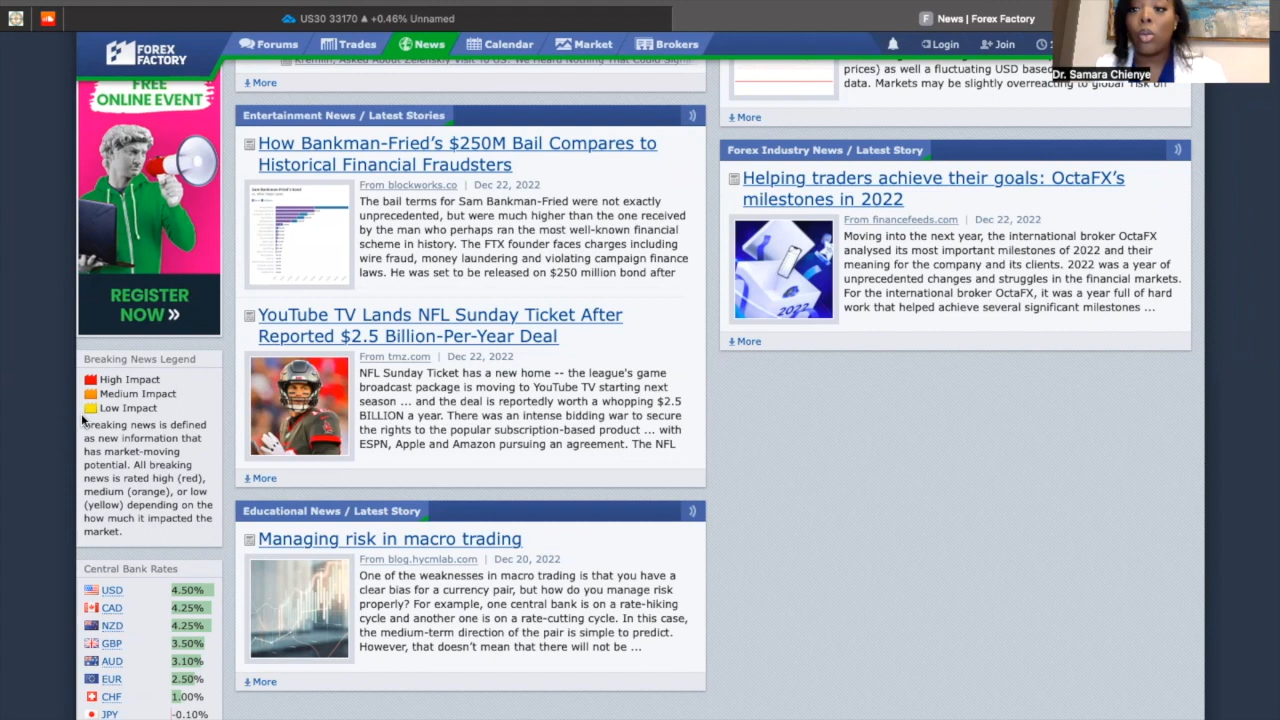 US30 33170 ▲ +0.46% Unnamed
F News | Forex Factory
FOREX
FACTORY
Forums
Trades
News
Calendar
Market
Brokers
Login
Join
Dr. Samara Chienye
FREE
ONLINE EVENT
REGISTER
NOW »
Breaking News Legend
High Impact
Medium Impact
Low Impact
Breaking news is defined
as new information that
has market-moving
potential. All breaking
news is rated high (red),
medium (orange), or low
(yellow) depending on the
how much it impacted the
market.
Central Bank Rates
USD 4.50%
CAD 4.25%
NZD 4.25%
GBP 3.50%
AUD 3.10%
EUR 2.50%
CHF 1.00%
JPY -0.10%
Kremlin, Asked About Zelenskiy Visit To US: We Heard Nothing That Could
More
Entertainment News / Latest Stories
How Bankman-Fried's $250M Bail Compares to
Historical Financial Fraudsters
From blockworks.co | Dec 22, 2022
The bail terms for Sam Bankman-Fried were not exactly
unprecedented, but were much higher than the one received
by the man who perhaps ran the most well-known financial
scheme in history. The FTX founder faces charges including
wire fraud, money laundering and violating campaign finance
laws. He was set to be released on $250 million bond after
YouTube TV Lands NFL Sunday Ticket After
Reported $2.5 Billion-Per-Year Deal
From tmz.com | Dec 22, 2022
NFL Sunday Ticket has a new home -- the league's game
broadcast package is moving to YouTube TV starting next
season ... and the deal is reportedly worth a whopping $2.5
BILLION a year. There was an intense bidding war to secure
the rights to the popular subscription-based product ... with
ESPN, Apple and Amazon pursuing an agreement. The NFL
More
Educational News / Latest Story
Managing risk in macro trading
From blog.hycmlab.com | Dec 20, 2022
One of the weaknesses in macro trading is that you have a
clear bias for a currency pair, but how do you manage risk
properly? For example, one central bank is on a rate-hiking
cycle and another one is on a rate-cutting cycle. In this case,
the medium-term direction of the pair is simple to predict.
However, that doesn't mean that there will not be ...
More
prices) as well a fluctuating USD based
data. Markets may be slightly overreacting to global risk on
More
Forex Industry News / Latest Story
Helping traders achieve their goals: OctaFX's
milestones in 2022
From financefeeds.com | Dec 22, 2022
Moving into the next year, the international broker OctaFX
analysed its most important milestones of 2022 and their
meaning for the company and its clients. 2022 was a year of
unprecedented changes and struggles in the financial markets.
For the international broker OctaFX, it was a year full of hard
work that helped achieve several significant milestones ...
2022
More